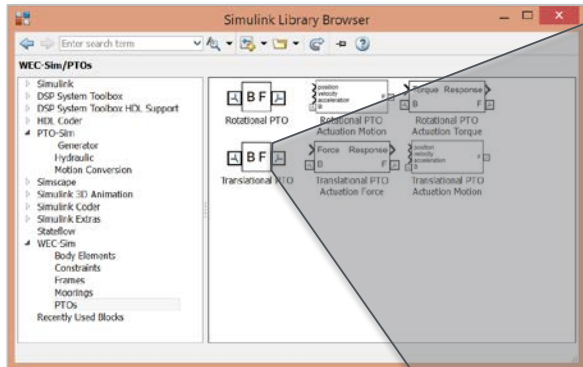 Simulink Library Browser
Enter search term
WEC-Sim/PTOs
Simulink
DSP System Toolbox
DSP System Toolbox HDL Support
HDL Coder
PTO-Sim
Generator
Hydraulic
Motion Conversion
Simscape
Simulink 3D Animation
Simulink Coder
Simulink Extras
Stateflow
WEC-Sim
Body Elements
Constraints
Frames
Moorings
PTOs
Recently Used Blocks
B F
Rotational PTO
position
velocity
acceleration
B F
Rotational PTO
Actuation Motion
Torque Response
B F
Rotational PTO
Actuation Torque
B F
Translational PTO
Force Response
B F
Translational PTO
Actuation Force
position
velocity
acceleration
B F
Translational PTO
Actuation Motion